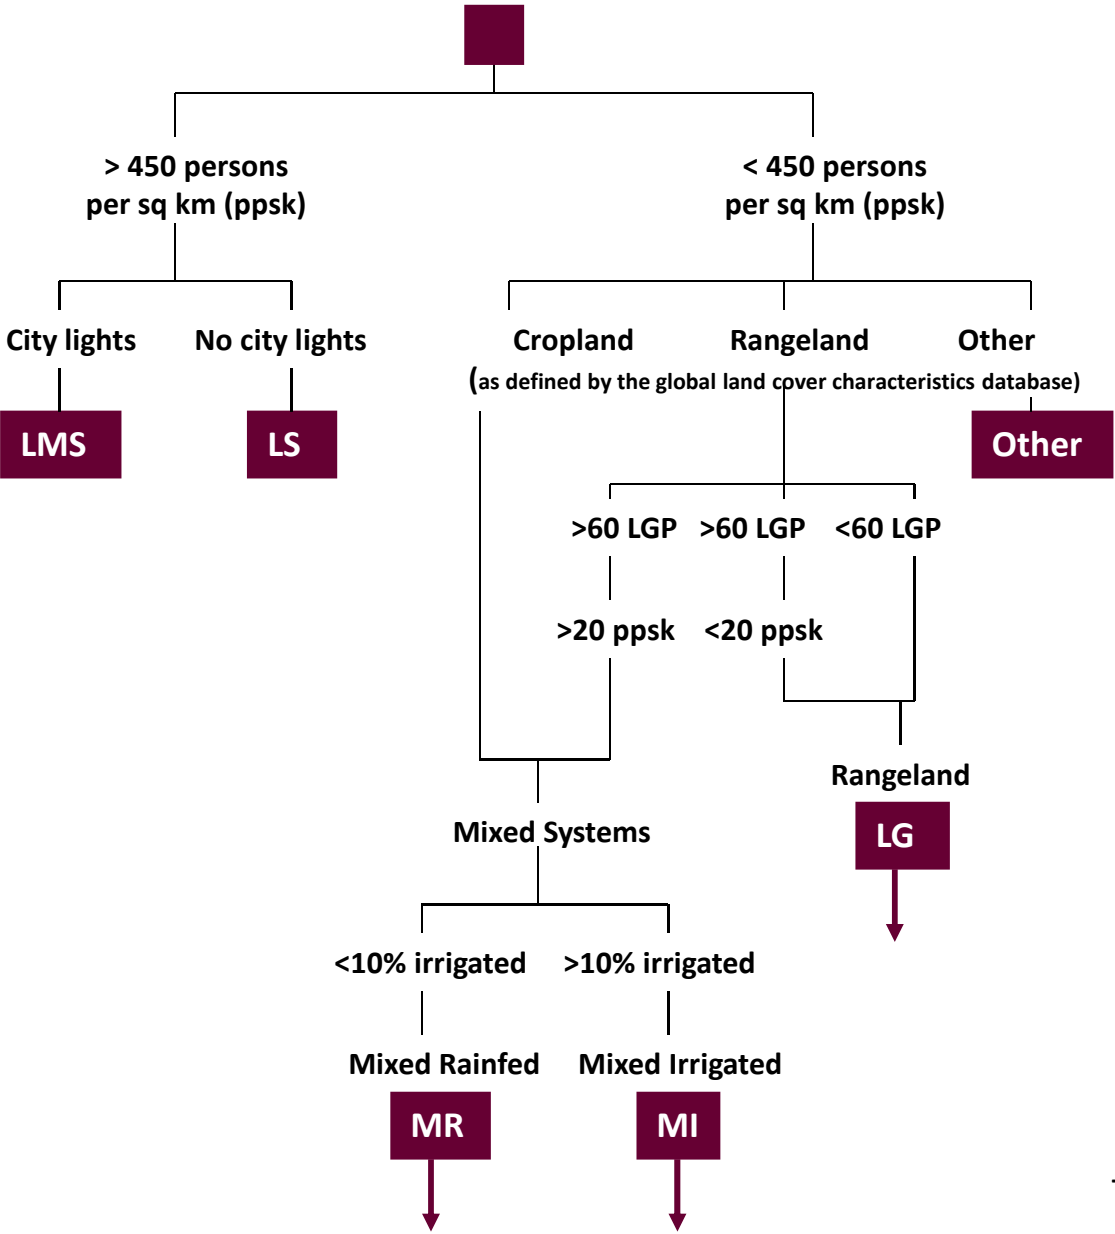 > 450 persons
per sq km (ppsk)
< 450 persons
per sq km (ppsk)
City lights
No city lights
Cropland
Rangeland
Other
(as defined by the global land cover characteristics database)
LMS
LS
Other
>60 LGP
>60 LGP
<60 LGP
>20 ppsk
<20 ppsk
Rangeland
LG
Mixed Systems
<10% irrigated
>10% irrigated
Mixed Rainfed
Mixed Irrigated
MR
MI